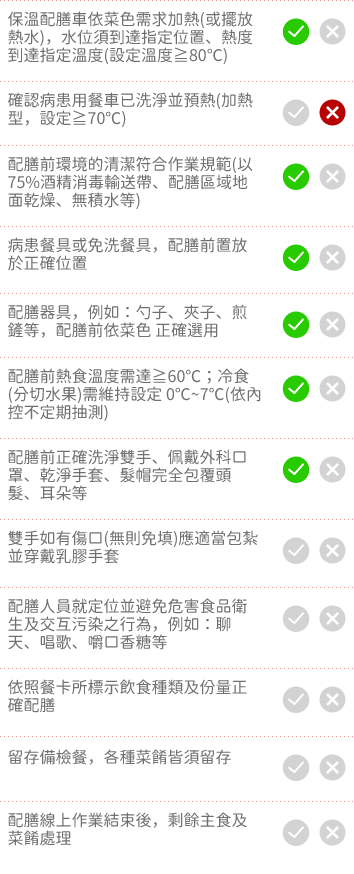 保溫配膳車依菜色需求加熱(或擺放
熱水)，水位須到達指定位置、熱度
到達指定溫度(設定溫度≧80℃)
確認病患用餐車已洗淨並預熱(加熱
型，設定≧70℃)
配膳前環境的清潔符合作業規範(以
75%酒精消毒輸送帶、配膳區域地
面乾燥、無積水等)
病患餐具或免洗餐具，配膳前置放
於正確位置
配膳器具，例如：勺子、夾子、煎
鏟等，配膳前依菜色 正確選用
配膳前熱食溫度需達≧60℃；冷食
(分切水果)需維持設定 0℃~7℃(依內
控不定期抽測)
配膳前正確洗淨雙手、佩戴外科口
罩、乾淨手套、髮帽完全包覆頭
髮、耳朵等
雙手如有傷口(無則免填)應適當包紮
並穿戴乳膠手套
配膳人員就定位並避免危害食品衛
生及交互污染之行為，例如：聊
天、唱歌、嚼口香糖等
依照餐卡所標示飲食種類及份量正
確配膳
留存備檢餐，各種菜餚皆須留存
配膳線上作業結束後，剩餘主食及
菜餚處理